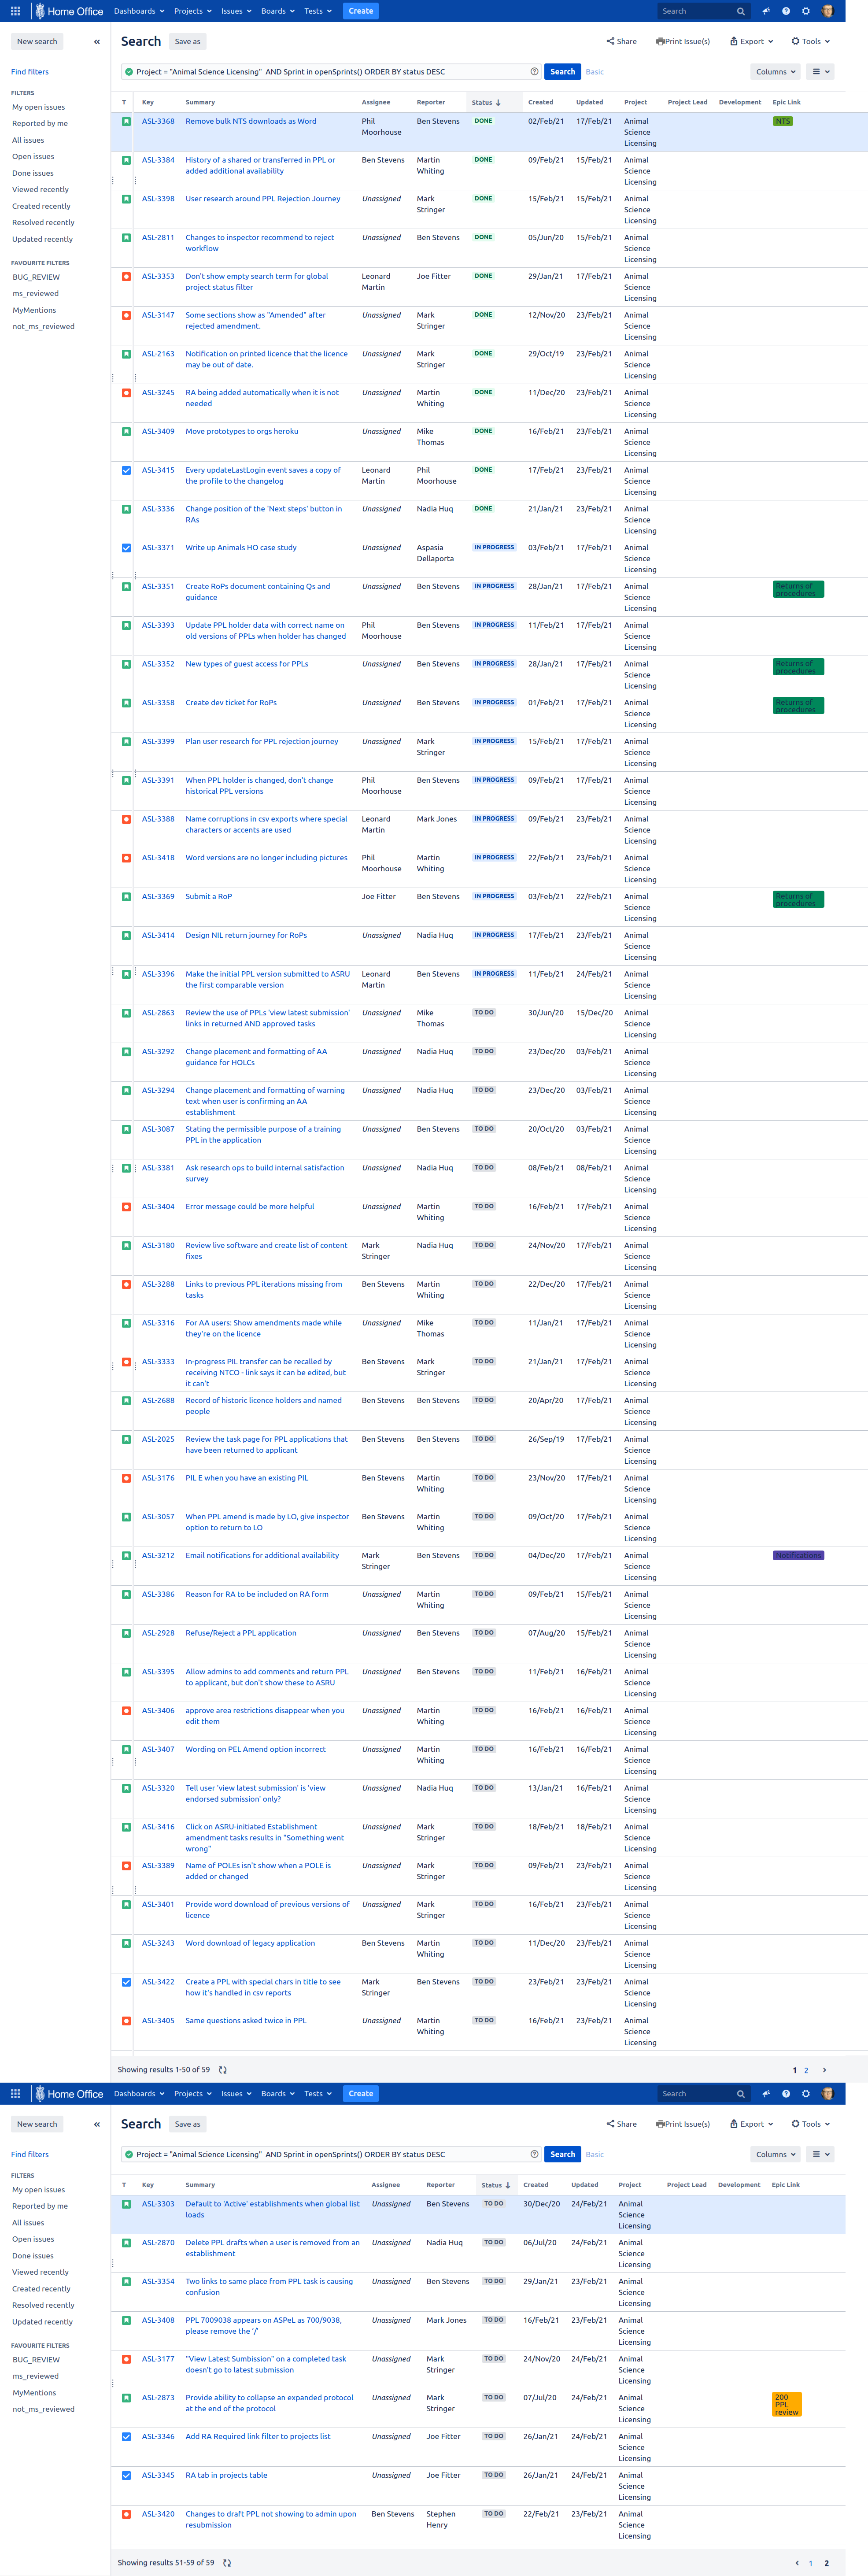 Home Office Dashboards Projects Issues Boards Tests Create Search
New search « Search Save as Share Print Issue(s) Export Tools
Find filters
Project = "Animal Science Licensing"  AND Sprint in openSprints() ORDER BY status DESC Search Basic Columns
FILTERS
My open issues
Reported by me
All issues
Open issues
Done issues
Viewed recently
Created recently
Resolved recently
Updated recently
FAVOURITE FILTERS
BUG_REVIEW
ms_reviewed
MyMentions
not_ms_reviewed
T Key Summary Assignee Reporter Status ↓ Created Updated Project Project Lead Development Epic Link
ASL-3368 Remove bulk NTS downloads as Word Phil Moorhouse Ben Stevens DONE 02/Feb/21 17/Feb/21 Animal Science Licensing NTS
ASL-3384 History of a shared or transferred in PPL or added additional availability Ben Stevens Martin Whiting DONE 09/Feb/21 15/Feb/21 Animal Science Licensing
ASL-3398 User research around PPL Rejection Journey Unassigned Mark Stringer DONE 15/Feb/21 15/Feb/21 Animal Science Licensing
ASL-2811 Changes to inspector recommend to reject workflow Unassigned Ben Stevens DONE 05/Jun/20 15/Feb/21 Animal Science Licensing
ASL-3353 Don't show empty search term for global project status filter Leonard Martin Joe Fitter DONE 29/Jan/21 17/Feb/21 Animal Science Licensing
ASL-3147 Some sections show as "Amended" after rejected amendment. Unassigned Mark Stringer DONE 12/Nov/20 23/Feb/21 Animal Science Licensing
ASL-2163 Notification on printed licence that the licence may be out of date. Unassigned Mark Stringer DONE 29/Oct/19 23/Feb/21 Animal Science Licensing
ASL-3245 RA being added automatically when it is not needed Unassigned Martin Whiting DONE 11/Dec/20 23/Feb/21 Animal Science Licensing
ASL-3409 Move prototypes to orgs heroku Unassigned Mike Thomas DONE 16/Feb/21 23/Feb/21 Animal Science Licensing
ASL-3415 Every updateLastLogin event saves a copy of the profile to the changelog Leonard Martin Phil Moorhouse DONE 17/Feb/21 23/Feb/21 Animal Science Licensing
ASL-3336 Change position of the 'Next steps' button in RAs Unassigned Nadia Huq DONE 21/Jan/21 23/Feb/21 Animal Science Licensing
ASL-3371 Write up Animals HO case study Unassigned Aspasia Dellaporta IN PROGRESS 03/Feb/21 17/Feb/21 Animal Science Licensing
ASL-3351 Create RoPs document containing Qs and guidance Unassigned Ben Stevens IN PROGRESS 28/Jan/21 17/Feb/21 Animal Science Licensing Returns of procedures
ASL-3393 Update PPL holder data with correct name on old versions of PPLs when holder has changed Phil Moorhouse Ben Stevens IN PROGRESS 11/Feb/21 17/Feb/21 Animal Science Licensing
ASL-3352 New types of guest access for PPLs Unassigned Ben Stevens IN PROGRESS 28/Jan/21 17/Feb/21 Animal Science Licensing Returns of procedures
ASL-3358 Create dev ticket for RoPs Unassigned Ben Stevens IN PROGRESS 01/Feb/21 17/Feb/21 Animal Science Licensing Returns of procedures
ASL-3399 Plan user research for PPL rejection journey Unassigned Mark Stringer IN PROGRESS 15/Feb/21 17/Feb/21 Animal Science Licensing
ASL-3391 When PPL holder is changed, don't change historical PPL versions Phil Moorhouse Ben Stevens IN PROGRESS 09/Feb/21 17/Feb/21 Animal Science Licensing
ASL-3388 Name corruptions in csv exports where special characters or accents are used Leonard Martin Mark Jones IN PROGRESS 09/Feb/21 23/Feb/21 Animal Science Licensing
ASL-3418 Word versions are no longer including pictures Phil Moorhouse Martin Whiting IN PROGRESS 22/Feb/21 23/Feb/21 Animal Science Licensing
ASL-3369 Submit a RoP Joe Fitter Ben Stevens IN PROGRESS 03/Feb/21 22/Feb/21 Animal Science Licensing Returns of procedures
ASL-3414 Design NIL return journey for RoPs Unassigned Nadia Huq IN PROGRESS 17/Feb/21 23/Feb/21 Animal Science Licensing
ASL-3396 Make the initial PPL version submitted to ASRU the first comparable version Leonard Martin Ben Stevens IN PROGRESS 11/Feb/21 24/Feb/21 Animal Science Licensing
ASL-2863 Review the use of PPLs 'view latest submission' links in returned AND approved tasks Unassigned Mike Thomas TO DO 30/Jun/20 15/Dec/20 Animal Science Licensing
ASL-3292 Change placement and formatting of AA guidance for HOLCs Unassigned Nadia Huq TO DO 23/Dec/20 03/Feb/21 Animal Science Licensing
ASL-3294 Change placement and formatting of warning text when user is confirming an AA establishment Unassigned Nadia Huq TO DO 23/Dec/20 03/Feb/21 Animal Science Licensing
ASL-3087 Stating the permissible purpose of a training PPL in the application Unassigned Ben Stevens TO DO 20/Oct/20 03/Feb/21 Animal Science Licensing
ASL-3381 Ask research ops to build internal satisfaction survey Unassigned Nadia Huq TO DO 08/Feb/21 08/Feb/21 Animal Science Licensing
ASL-3404 Error message could be more helpful Unassigned Martin Whiting TO DO 16/Feb/21 17/Feb/21 Animal Science Licensing
ASL-3180 Review live software and create list of content fixes Mark Stringer Nadia Huq TO DO 24/Nov/20 17/Feb/21 Animal Science Licensing
ASL-3288 Links to previous PPL iterations missing from tasks Ben Stevens Martin Whiting TO DO 22/Dec/20 17/Feb/21 Animal Science Licensing
ASL-3316 For AA users: Show amendments made while they're on the licence Unassigned Mike Thomas TO DO 11/Jan/21 17/Feb/21 Animal Science Licensing
ASL-3333 In-progress PIL transfer can be recalled by receiving NTCO - link says it can be edited, but it can't Ben Stevens Mark Stringer TO DO 21/Jan/21 17/Feb/21 Animal Science Licensing
ASL-2688 Record of historic licence holders and named people Ben Stevens Ben Stevens TO DO 20/Apr/20 17/Feb/21 Animal Science Licensing
ASL-2025 Review the task page for PPL applications that have been returned to applicant Ben Stevens Ben Stevens TO DO 26/Sep/19 17/Feb/21 Animal Science Licensing
ASL-3176 PIL E when you have an existing PIL Ben Stevens Martin Whiting TO DO 23/Nov/20 17/Feb/21 Animal Science Licensing
ASL-3057 When PPL amend is made by LO, give inspector option to return to LO Ben Stevens Martin Whiting TO DO 09/Oct/20 17/Feb/21 Animal Science Licensing
ASL-3212 Email notifications for additional availability Mark Stringer Ben Stevens TO DO 04/Dec/20 17/Feb/21 Animal Science Licensing Notifications
ASL-3386 Reason for RA to be included on RA form Unassigned Martin Whiting TO DO 09/Feb/21 15/Feb/21 Animal Science Licensing
ASL-2928 Refuse/Reject a PPL application Unassigned Ben Stevens TO DO 07/Aug/20 15/Feb/21 Animal Science Licensing
ASL-3395 Allow admins to add comments and return PPL to applicant, but don't show these to ASRU Unassigned Ben Stevens TO DO 11/Feb/21 16/Feb/21 Animal Science Licensing
ASL-3406 approve area restrictions disappear when you edit them Unassigned Martin Whiting TO DO 16/Feb/21 16/Feb/21 Animal Science Licensing
ASL-3407 Wording on PEL Amend option incorrect Unassigned Martin Whiting TO DO 16/Feb/21 16/Feb/21 Animal Science Licensing
ASL-3320 Tell user 'view latest submission' is 'view endorsed submission' only? Unassigned Nadia Huq TO DO 13/Jan/21 16/Feb/21 Animal Science Licensing
ASL-3416 Click on ASRU-initiated Establishment amendment tasks results in "Something went wrong" Unassigned Mark Stringer TO DO 18/Feb/21 18/Feb/21 Animal Science Licensing
ASL-3389 Name of POLEs isn't show when a POLE is added or changed Unassigned Mark Stringer TO DO 09/Feb/21 23/Feb/21 Animal Science Licensing
ASL-3401 Provide word download of previous versions of licence Unassigned Mark Stringer TO DO 16/Feb/21 23/Feb/21 Animal Science Licensing
ASL-3243 Word download of legacy application Ben Stevens Martin Whiting TO DO 11/Dec/20 23/Feb/21 Animal Science Licensing
ASL-3422 Create a PPL with special chars in title to see how it's handled in csv reports Mark Stringer Ben Stevens TO DO 23/Feb/21 23/Feb/21 Animal Science Licensing
ASL-3405 Same questions asked twice in PPL Unassigned Martin Whiting TO DO 16/Feb/21 23/Feb/21 Animal Science Licensing
Showing results 1-50 of 59 1 2 ›
Home Office Dashboards Projects Issues Boards Tests Create Search
New search « Search Save as Share Print Issue(s) Export Tools
Find filters
Project = "Animal Science Licensing"  AND Sprint in openSprints() ORDER BY status DESC Search Basic Columns
FILTERS
My open issues
Reported by me
All issues
Open issues
Done issues
Viewed recently
Created recently
Resolved recently
Updated recently
FAVOURITE FILTERS
BUG_REVIEW
ms_reviewed
MyMentions
not_ms_reviewed
T Key Summary Assignee Reporter Status ↓ Created Updated Project Project Lead Development Epic Link
ASL-3303 Default to 'Active' establishments when global list loads Unassigned Ben Stevens TO DO 30/Dec/20 24/Feb/21 Animal Science Licensing
ASL-2870 Delete PPL drafts when a user is removed from an establishment Unassigned Nadia Huq TO DO 06/Jul/20 24/Feb/21 Animal Science Licensing
ASL-3354 Two links to same place from PPL task is causing confusion Unassigned Ben Stevens TO DO 29/Jan/21 23/Feb/21 Animal Science Licensing
ASL-3408 PPL 7009038 appears on ASPeL as 700/9038, please remove the '/' Unassigned Mark Jones TO DO 16/Feb/21 23/Feb/21 Animal Science Licensing
ASL-3177 "View Latest Sumbission" on a completed task doesn't go to latest submission Unassigned Mark Stringer TO DO 24/Nov/20 24/Feb/21 Animal Science Licensing
ASL-2873 Provide ability to collapse an expanded protocol at the end of the protocol Unassigned Mark Stringer TO DO 07/Jul/20 24/Feb/21 Animal Science Licensing 200 PPL review
ASL-3346 Add RA Required link filter to projects list Unassigned Joe Fitter TO DO 26/Jan/21 24/Feb/21 Animal Science Licensing
ASL-3345 RA tab in projects table Unassigned Joe Fitter TO DO 26/Jan/21 24/Feb/21 Animal Science Licensing
ASL-3420 Changes to draft PPL not showing to admin upon resubmission Ben Stevens Stephen Henry TO DO 22/Feb/21 23/Feb/21 Animal Science Licensing
Showing results 51-59 of 59 ‹ 1 2